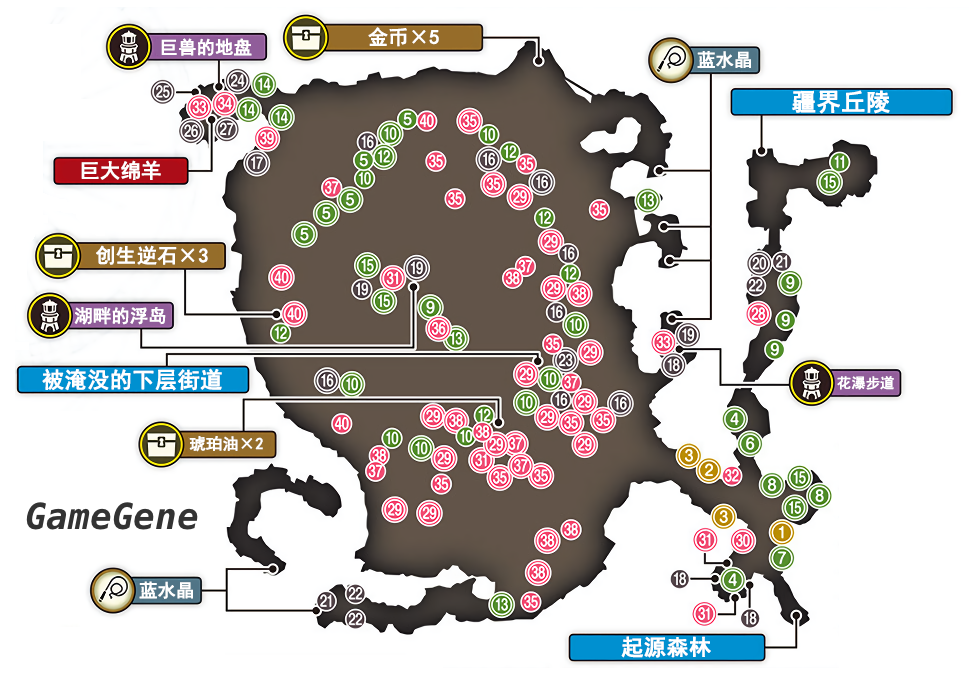 巨兽的地盘
金币×5
蓝水晶
疆界丘陵
25 24 14
33 34 14 14
26 27 39
17
巨大绵羊
5 40 35
16 10 10
5 12 16 12 35
35
10 35 16
37 5 35 29
5 35 13
5 12
11
15
创生逆石×3
29
16
15 31 19 37
40 38 12
19 15 29 38
20 21
22 9
湖畔的浮岛
40 9 16
12 36 13 10
28 9
33 19
9
18
35 29
23
被淹没的下层街道
16 10
29 10 37
花瀑步道
10 16 29 16
29 35 35
琥珀油×2
40 29 38 12
38
10 10 10 29 37 29
38 29 31 37
37 35 35 35
4
6
3 2 32
8 15
8
15
GameGene
29 29
38
38
3 1
31 30
7
38
18 4
蓝水晶
21 22
22
13 35
31 18
起源森林